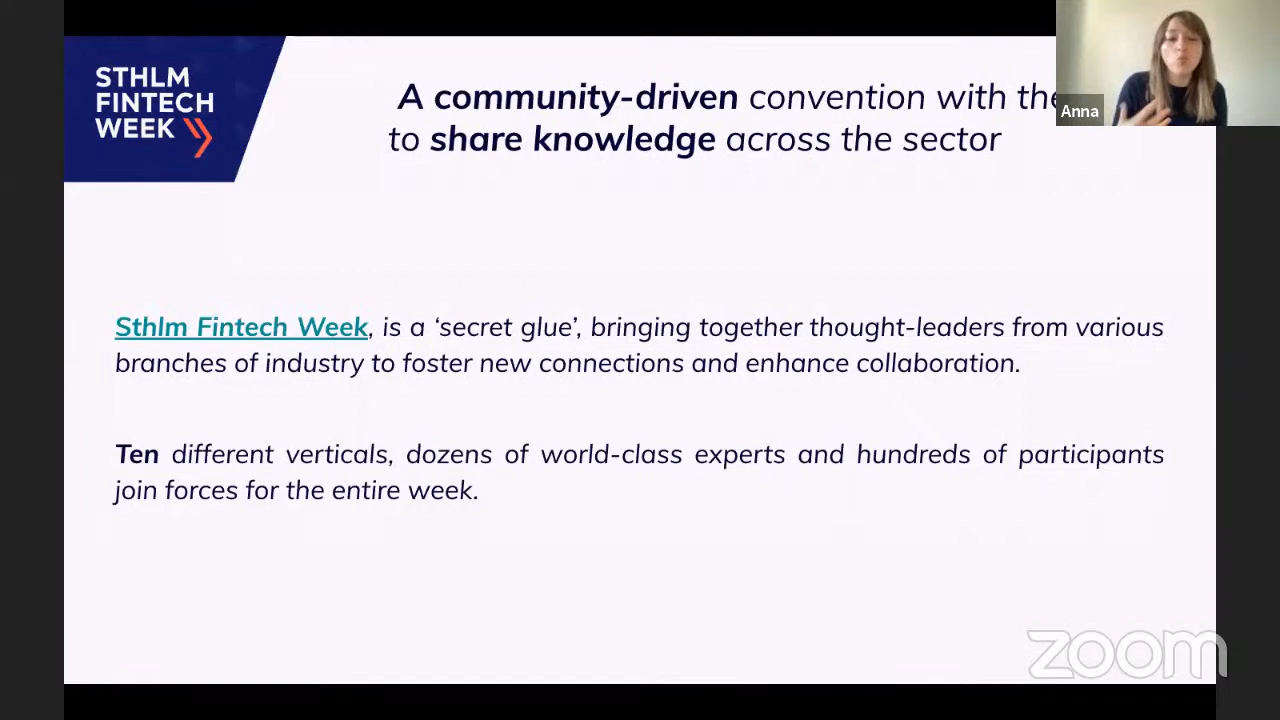 STHLM
FINTECH
WEEK
A community-driven convention with the
to share knowledge across the sector
Anna
Sthlm Fintech Week, is a ‘secret glue’, bringing together thought-leaders from various
branches of industry to foster new connections and enhance collaboration.
Ten different verticals, dozens of world-class experts and hundreds of participants
join forces for the entire week.
zoom